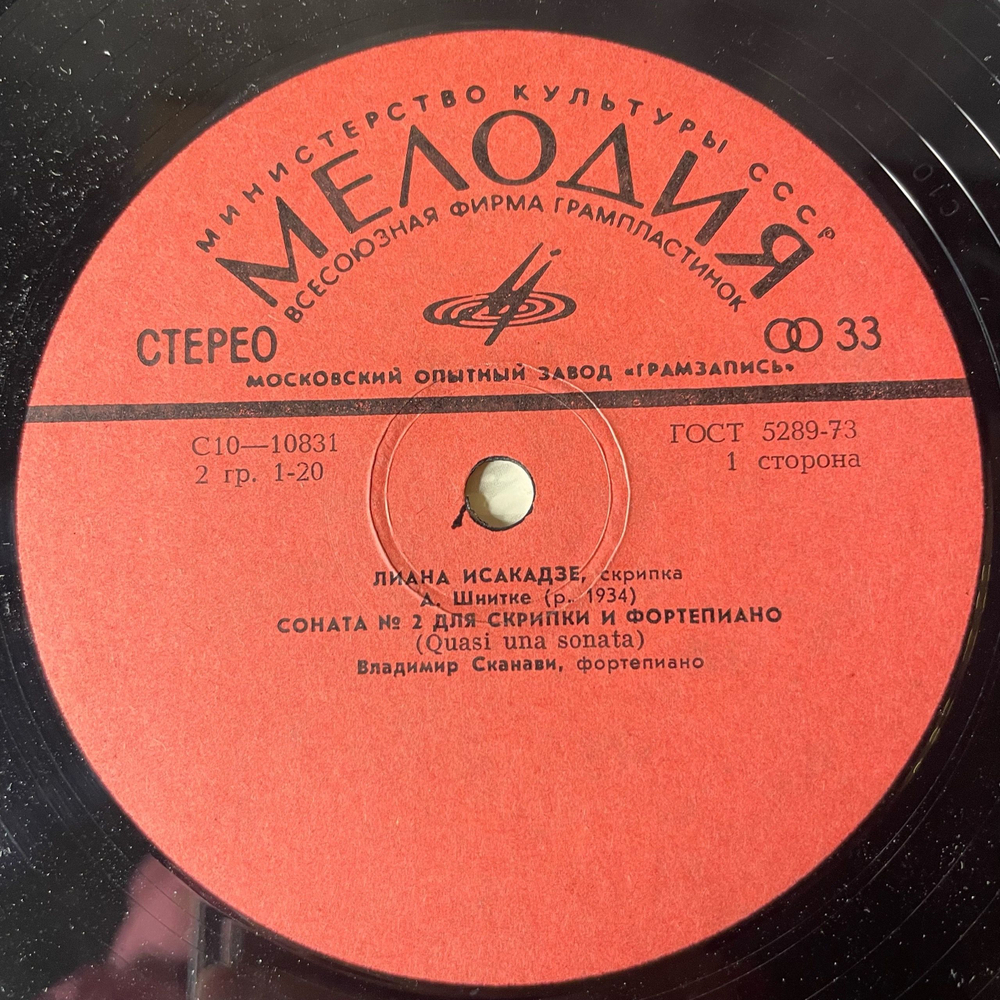 МИНИСТЕРСТВО КУЛЬТУРЫ СССР
МЕЛОДИЯ
ВСЕСОЮЗНАЯ ФИРМА ГРАМПЛАСТИНОК
СТЕРЕО
33
МОСКОВСКИЙ ОПЫТНЫЙ ЗАВОД «ГРАМЗАПИСЬ»
С10—10831
ГОСТ 5289-73
2 гр. 1-20
1 сторона
ЛИАНА ИСАКАДЗЕ, скрипка
А. Шнитке (р. 1934)
СОНАТА № 2 ДЛЯ СКРИПКИ И ФОРТЕПИАНО
(Quasi una sonata)
Владимир Сканави, фортепиано